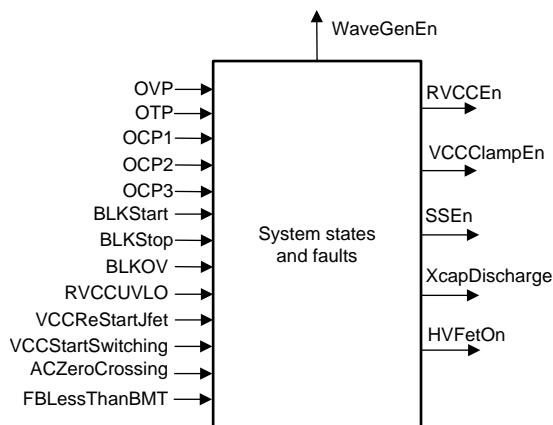 WaveGenEn
OVP
OTP
OCP1
OCP2
OCP3
BLKStart
BLKStop
BLKOV
RVCCUVLO
VCCReStartJfet
VCCStartSwitching
ACZeroCrossing
FBLessThanBMT
System states
and faults
RVCCEn
VCCClampEn
SSEn
XcapDischarge
HVFetOn